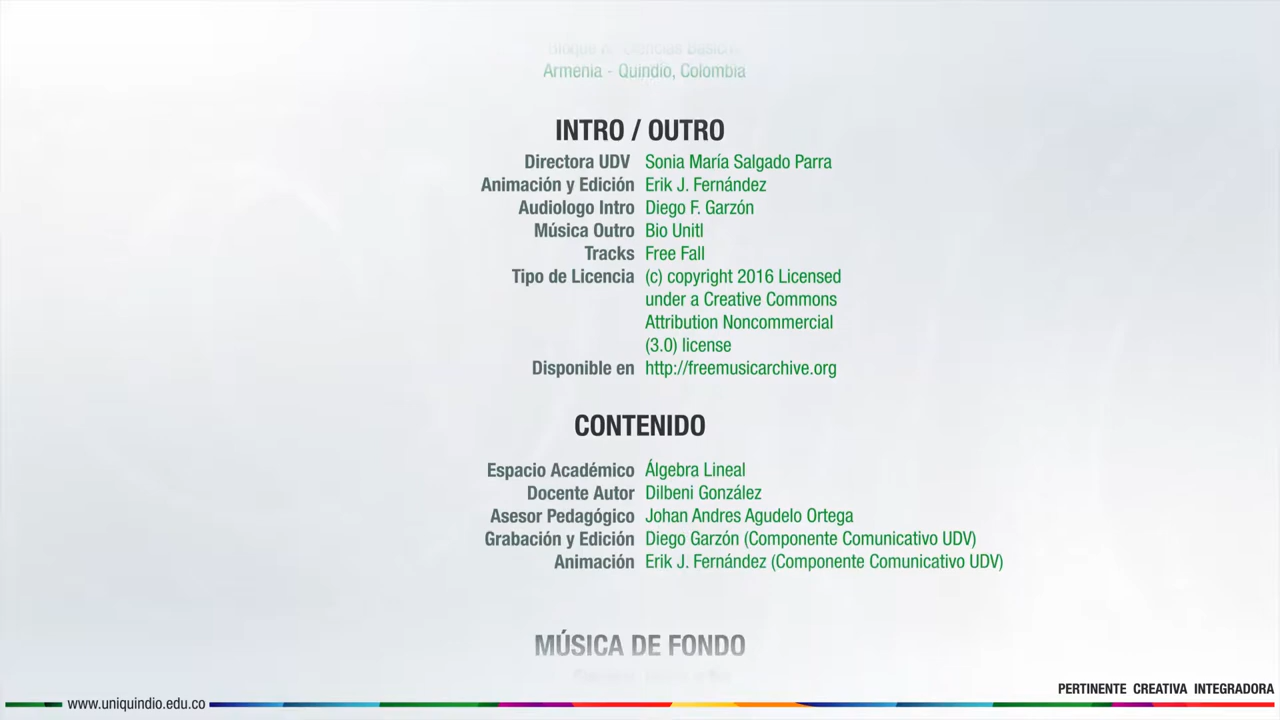 Armenia - Quindío, Colombia
INTRO / OUTRO
Directora UDV Sonia María Salgado Parra
Animación y Edición Erik J. Fernández
Audiologo Intro Diego F. Garzón
Música Outro Bio Unitl
Tracks Free Fall
Tipo de Licencia (c) copyright 2016 Licensed
under a Creative Commons
Attribution Noncommercial
(3.0) license
Disponible en http://freemusicarchive.org
CONTENIDO
Espacio Académico Álgebra Lineal
Docente Autor Dilbeni González
Asesor Pedagógico Johan Andres Agudelo Ortega
Grabación y Edición Diego Garzón (Componente Comunicativo UDV)
Animación Erik J. Fernández (Componente Comunicativo UDV)
MÚSICA DE FONDO
PERTINENTE CREATIVA INTEGRADORA
www.uniquindio.edu.co